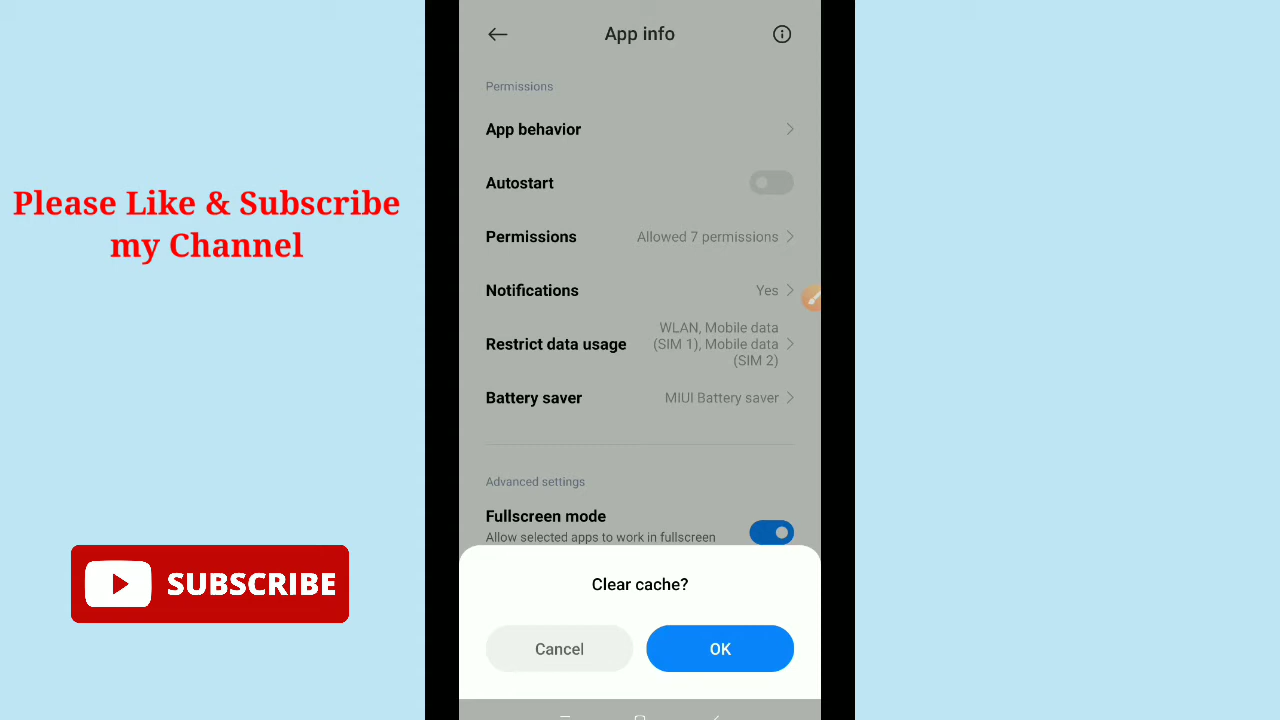 Please Like & Subscribe
my Channel
SUBSCRIBE
App info
Permissions
App behavior
Autostart
Permissions
Allowed 7 permissions
Notifications
Yes
Restrict data usage
WLAN, Mobile data
(SIM 1), Mobile data
(SIM 2)
Battery saver
MIUI Battery saver
Advanced settings
Fullscreen mode
Allow selected apps to work in fullscreen
Clear cache?
Cancel
OK